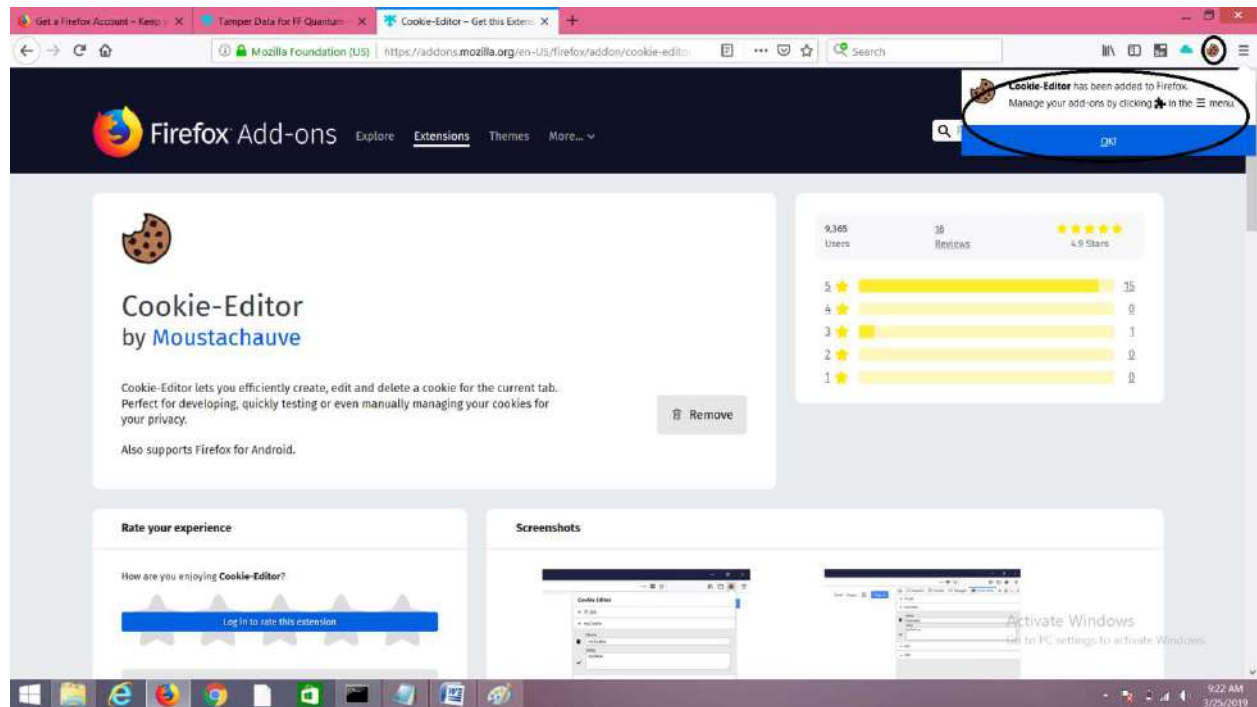 Get a Firefox Account – Keep
Tamper Data for FF Quantum
Cookie-Editor – Get this Exten
Mozilla Foundation (US)
https://addons.mozilla.org/en-US/firefox/addon/cookie-edito
Search
Cookie-Editor has been added to Firefox.
Manage your add-ons by clicking in the menu.
OK!
Firefox Add-ons
Explore
Extensions
Themes
More...
Cookie-Editor
by Moustachauve
Cookie-Editor lets you efficiently create, edit and delete a cookie for the current tab.
Perfect for developing, quickly testing or even manually managing your cookies for
your privacy.
Also supports Firefox for Android.
Remove
9,365
Users
16
Reviews
4.9 Stars
5
15
4
0
3
1
2
0
1
0
Rate your experience
How are you enjoying Cookie-Editor?
Log in to rate this extension
Screenshots
Cookie Editor
Activate Windows
Go to PC settings to activate Windows.
9:22 AM
3/25/2019